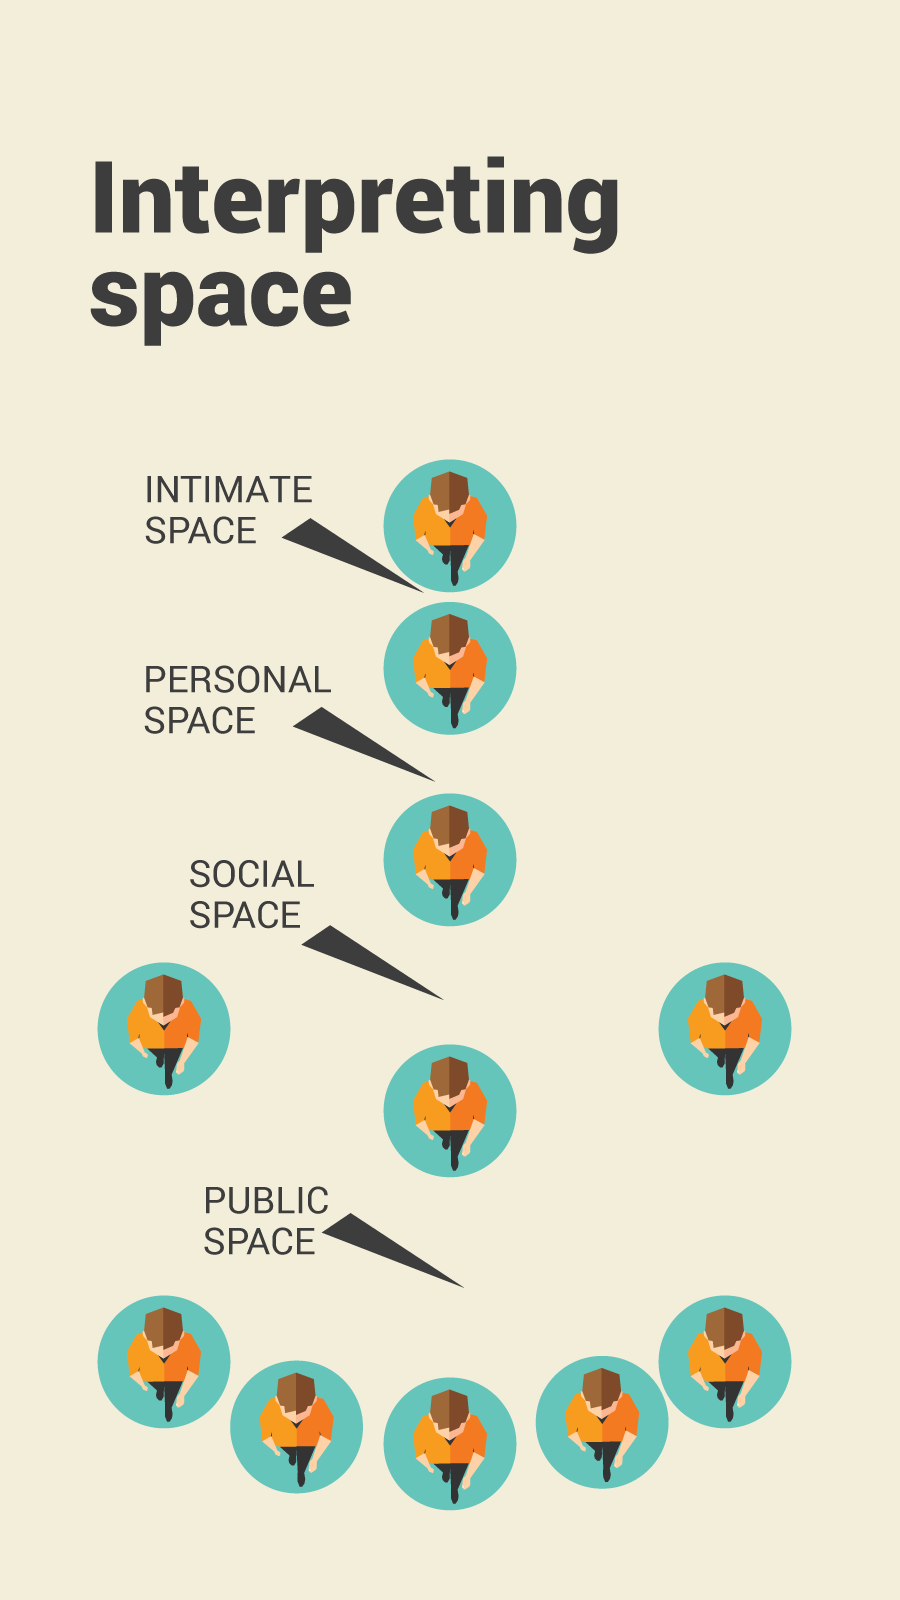 Interpreting
space
INTIMATE
SPACE
PERSONAL
SPACE
SOCIAL
SPACE
PUBLIC
SPACE